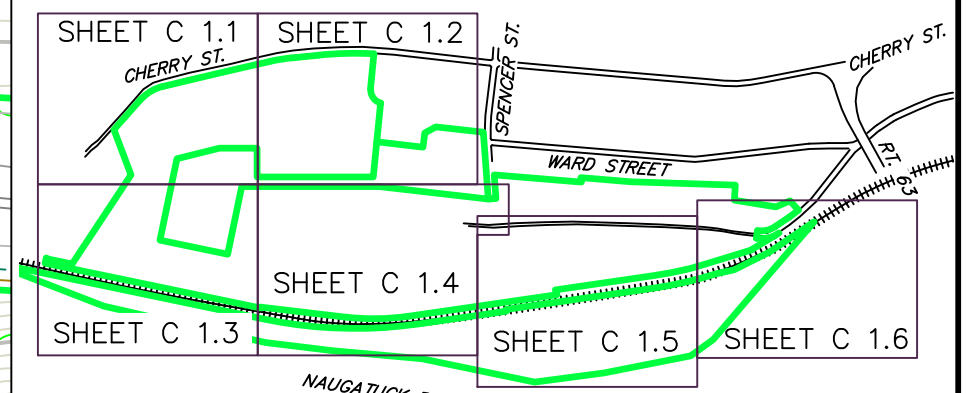 SHEET C 1.1
SHEET C 1.2
CHERRY ST.
SPENCER ST.
CHERRY ST.
WARD STREET
RT. 63
SHEET C 1.4
SHEET C 1.3
SHEET C 1.5
SHEET C 1.6
NAUGATUCK